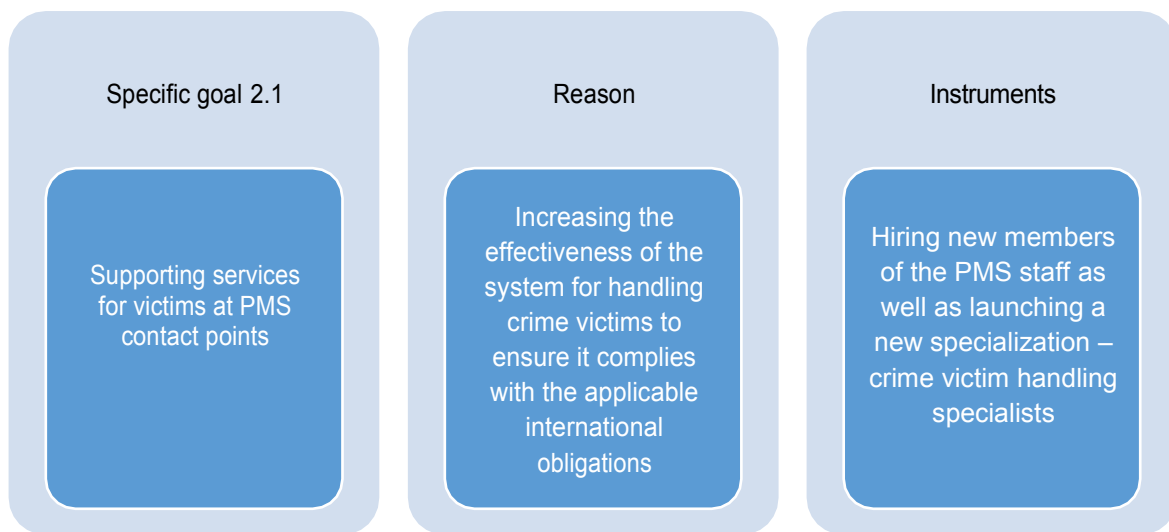 Specific goal 2.1
Supporting services
for victims at PMS
contact points
Reason
Increasing the
effectiveness of the
system for handling
crime victims to
ensure it complies
with the applicable
international
obligations
Instruments
Hiring new members
of the PMS staff as
well as launching a
new specialization –
crime victim handling
specialists